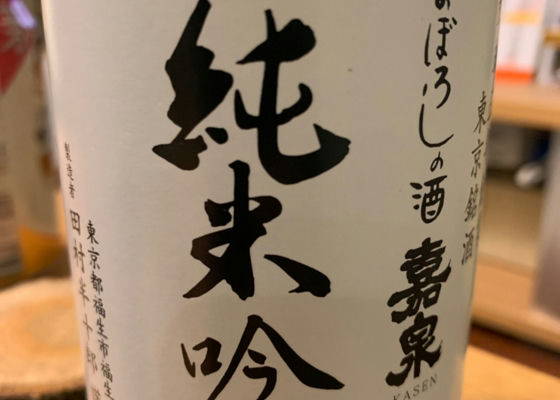 東京銘酒
ぼろしの酒
嘉泉
KASEN
純米吟
東京都福生市福生
製造者 田村半十郎